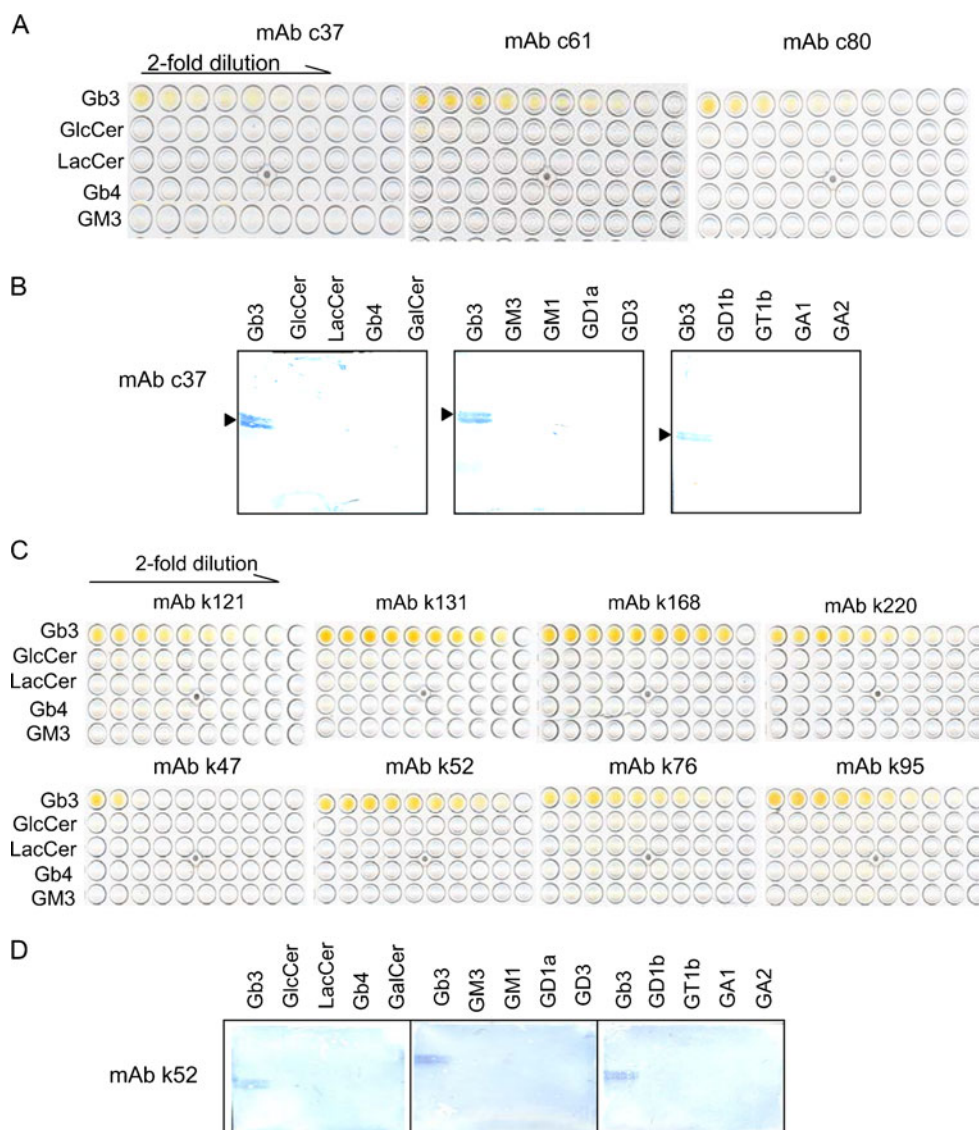 A
mAb c37
mAb c61
mAb c80
2-fold dilution
Gb3
GlcCer
LacCer
Gb4
GM3
B
Gb3
GlcCer
LacCer
Gb4
GalCer
Gb3
GM3
GM1
GD1a
GD3
Gb3
GD1b
GT1b
GA1
GA2
mAb c37
C
2-fold dilution
mAb k121
mAb k131
mAb k168
mAb k220
Gb3
GlcCer
LacCer
Gb4
GM3
mAb k47
mAb k52
mAb k76
mAb k95
Gb3
GlcCer
LacCer
Gb4
GM3
D
Gb3
GlcCer
LacCer
Gb4
GalCer
Gb3
GM3
GM1
GD1a
GD3
Gb3
GD1b
GT1b
GA1
GA2
mAb k52